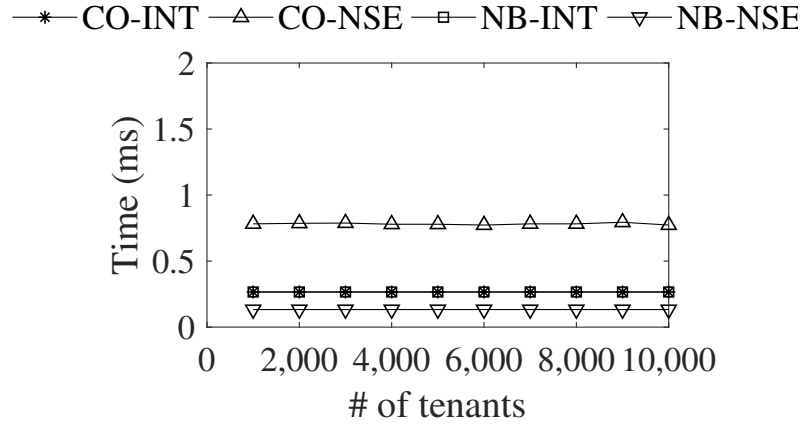 CO-INT CO-NSE NB-INT NB-NSE
2
1.5
1
0.5
0
Time (ms)
0 2,000 4,000 6,000 8,000 10,000
# of tenants